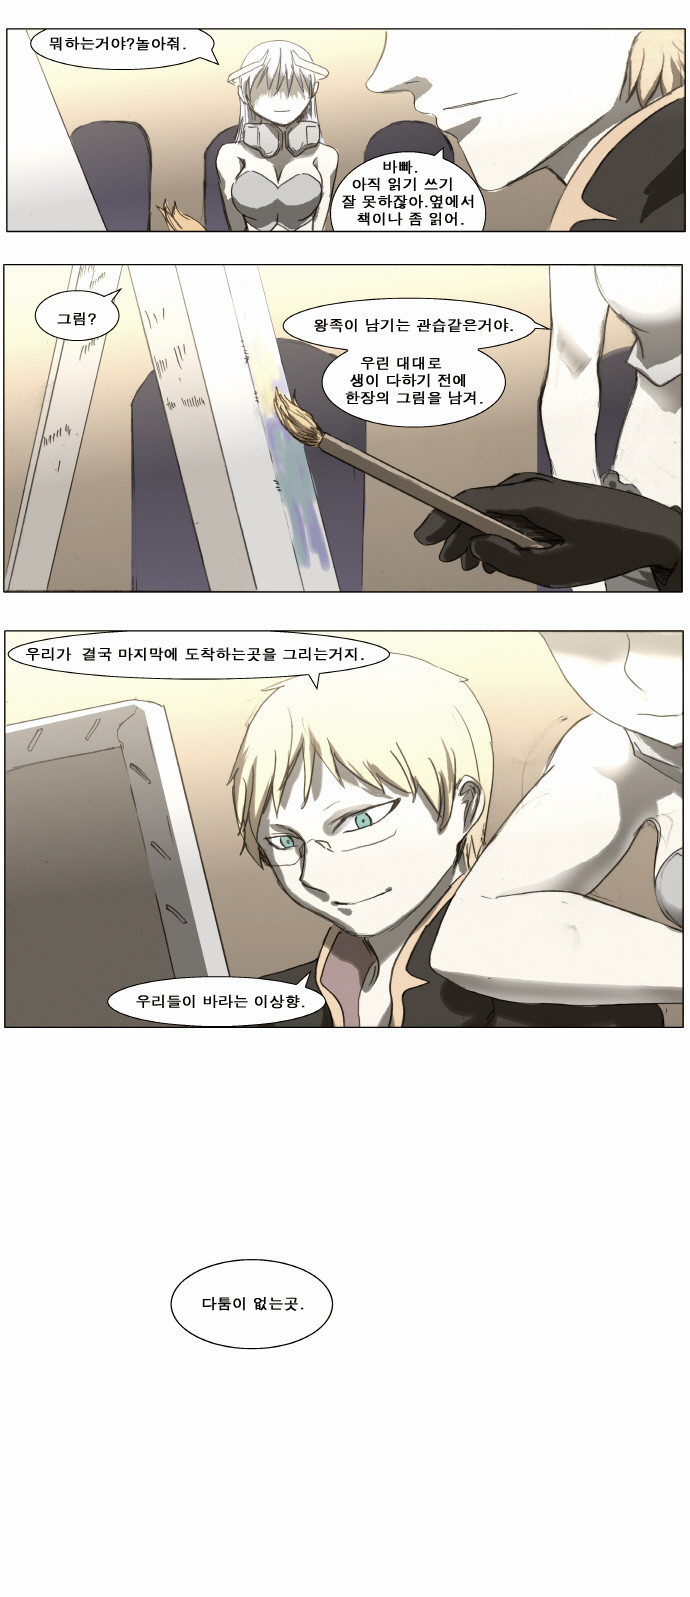 뭐하는거야?놀아줘.
바빠.
아직 읽기 쓰기
잘 못하잖아.옆에서
책이나 좀 읽어.
그림?
왕족이 남기는 관습같은거야.
우린 대대로
생이 다하기 전에
한장의 그림을 남겨.
우리가 결국 마지막에 도착하는곳을 그리는거지.
우리들이 바라는 이상향.
다툼이 없는곳.